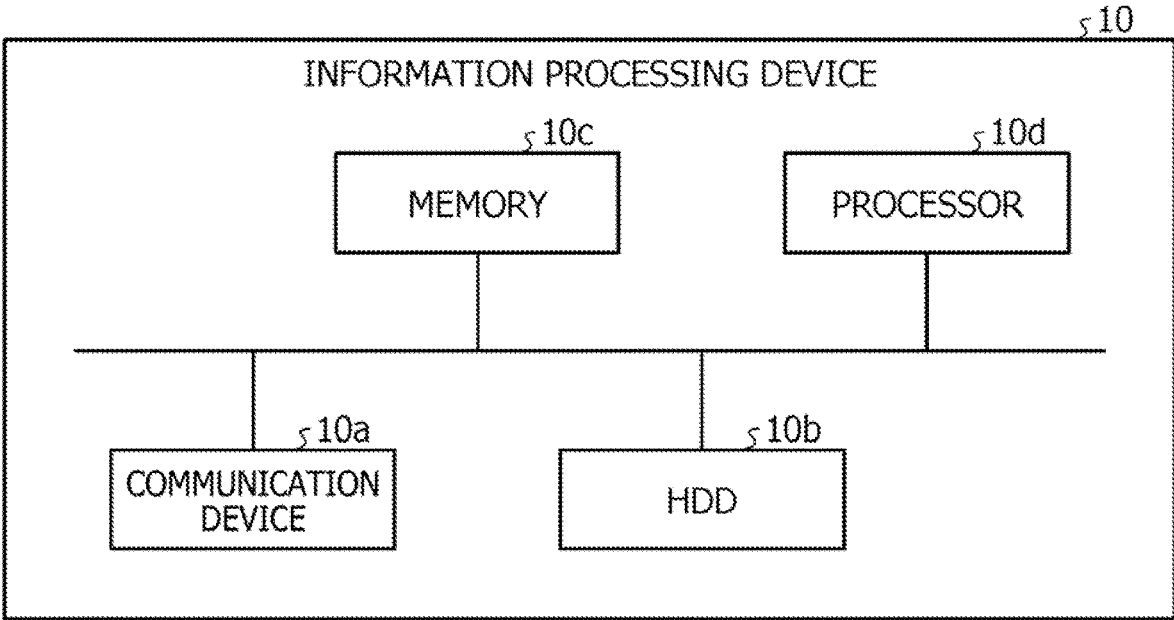 10
INFORMATION PROCESSING DEVICE
10c
10d
MEMORY
PROCESSOR
10a
10b
COMMUNICATION
DEVICE
HDD